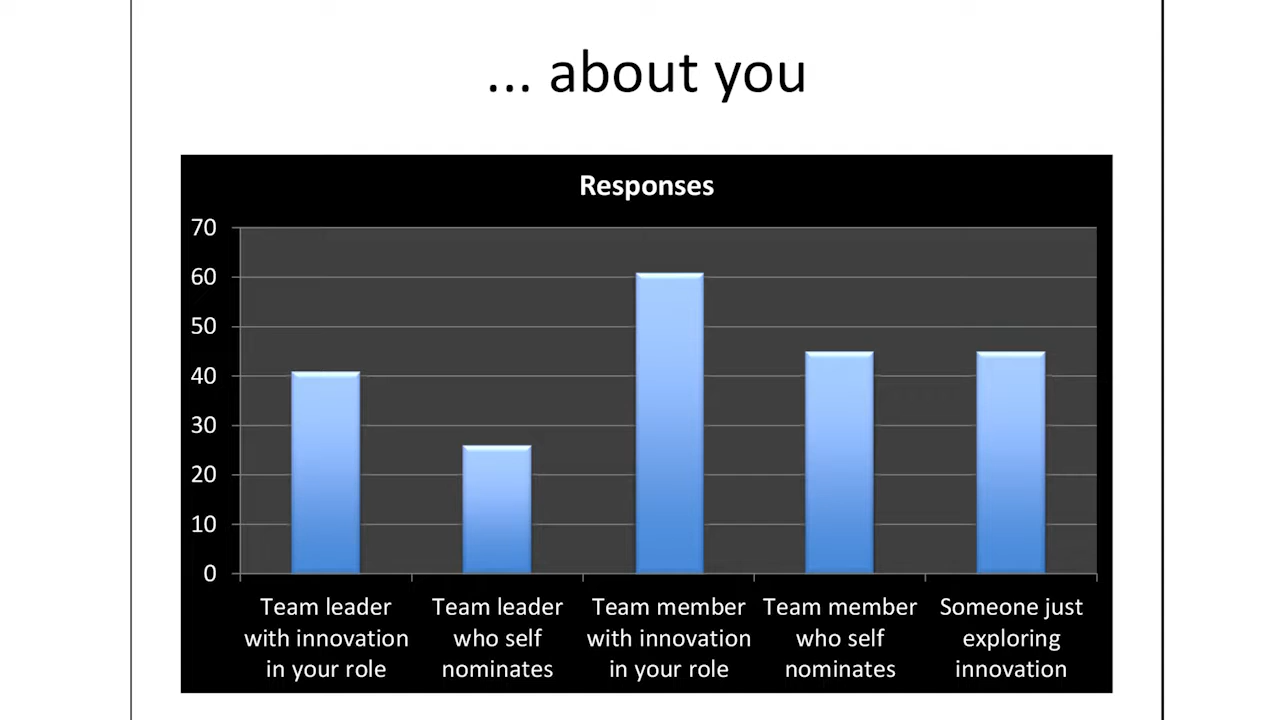 ... about you
Responses
70
60
50
40
30
20
10
0
Team leader
with innovation
in your role
Team leader
who self
nominates
Team member
with innovation
in your role
Team member
who self
nominates
Someone just
exploring
innovation